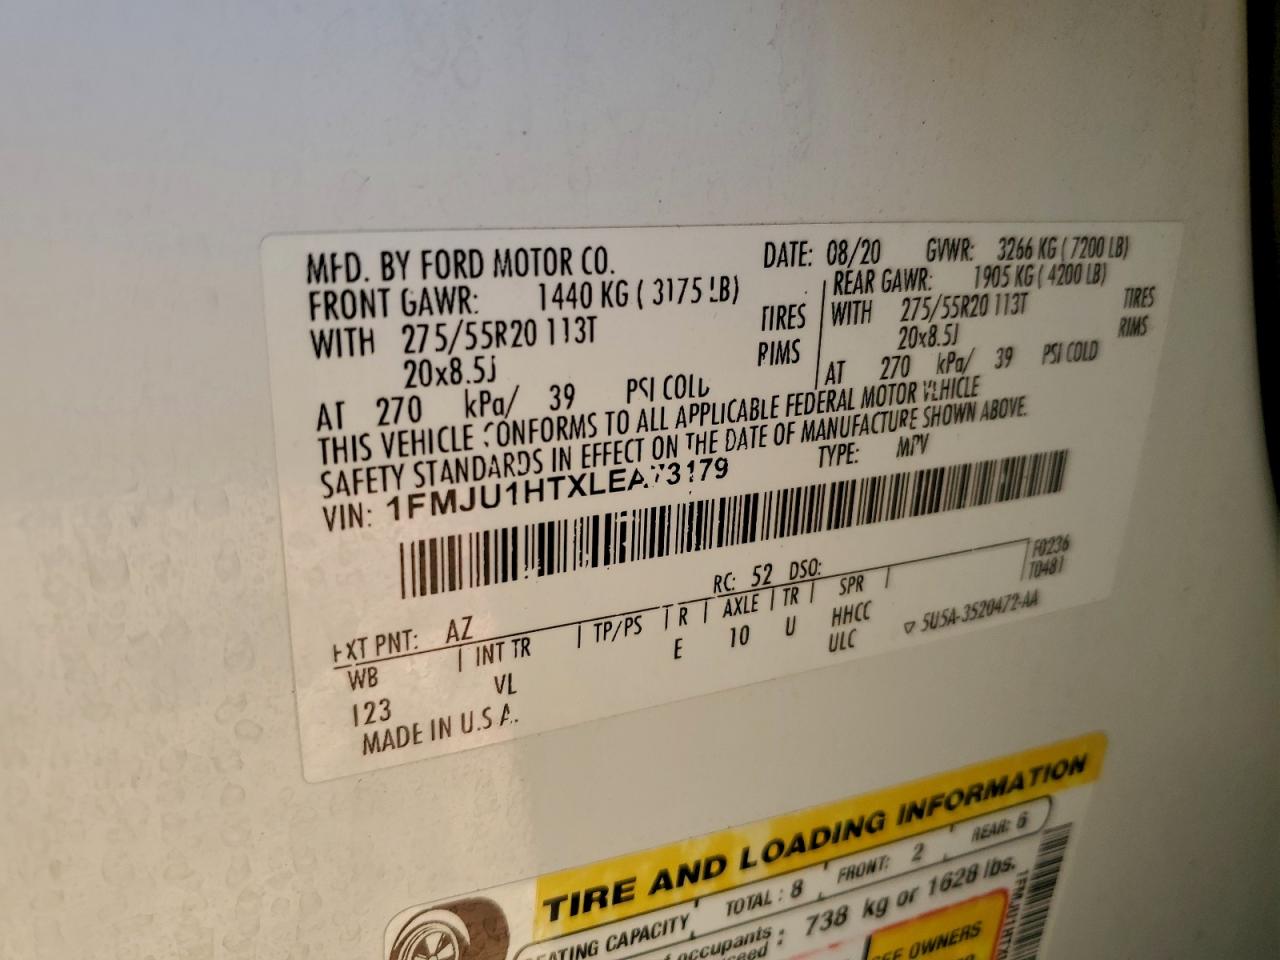 MFD. BY FORD MOTOR CO.
DATE: 08/20 GVWR: 3266 KG ( 7200 LB)
FRONT GAWR: 1440 KG ( 3175 LB)
WITH 275/55R20 113T TIRES
20x8.5J RIMS
AT 270 kPa/ 39 PSI COLD
REAR GAWR: 1905 KG ( 4200 LB)
WITH 275/55R20 113T TIRES
20x8.5J RIMS
AT 270 kPa/ 39 PSI COLD
THIS VEHICLE CONFORMS TO ALL APPLICABLE FEDERAL MOTOR VEHICLE
SAFETY STANDARDS IN EFFECT ON THE DATE OF MANUFACTURE SHOWN ABOVE.
VIN: 1FMJU1HTXLEA73179 TYPE: MPV
F0236
T0481
RC: 52 DSO:
EXT PNT: AZ
WB INT TR TP/PS R AXLE TR SPR
123 VL E 10 U HHCC
ULC
▽ 5U5A-3520472-AA
MADE IN U.S.A.
TIRE AND LOADING INFORMATION
SEATING CAPACITY TOTAL : 8 FRONT: 2 REAR: 6
occupants : 738 kg or 1628 lbs.
SEE OWNERS